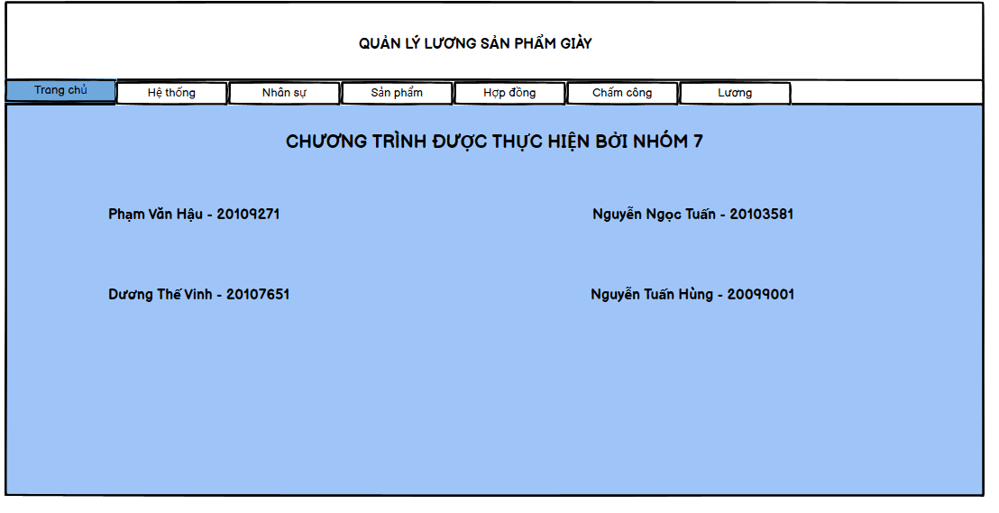 QUẢN LÝ LƯƠNG SẢN PHẨM GIÀY
Trang chủ Hệ thống Nhân sự Sản phẩm Hợp đồng Chấm công Lương
CHƯƠNG TRÌNH ĐƯỢC THỰC HIỆN BỞI NHÓM 7
Phạm Văn Hậu - 20109271 Nguyễn Ngọc Tuấn - 20103581
Dương Thế Vinh - 20107651 Nguyễn Tuấn Hùng - 20099001